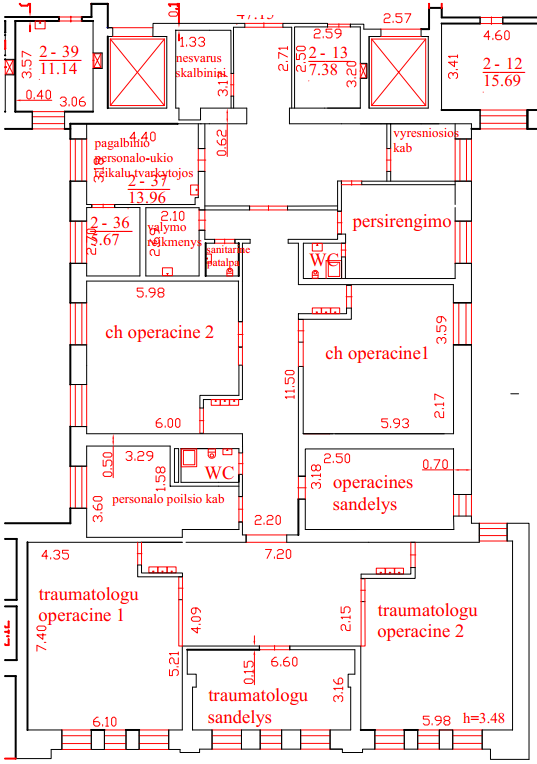 47.15
2.57
2 - 39
11.14
3.57
0.40
3.06
1.33
nesvarus
skalbiniai
2.71
2.59
2.50
2 - 13
7.38
3.20
4.60
3.41
2 - 12
15.69
0.62
4.40
pagalbinio
personalo-ukio
reikalu tvarkytojos
3.18
2 - 37
13.96
vyresniosios
kab
2 - 36
2.10
valymo
reikmenys
sanitarine
patalpa
persirengimo
WC
5.98
ch operacine 2
6.00
ch operacine1
3.59
2.17
5.93
11.50
0.50
3.29
1.58
WC
3.60
personalo poilsio kab
2.50
3.18
0.70
operacines
sandelys
2.20
4.35
7.20
traumatologu
operacine 1
7.40
4.09
5.21
6.10
2.15
traumatologu
operacine 2
0.15
6.60
3.16
traumatologu
sandelys
5.98
h=3.48